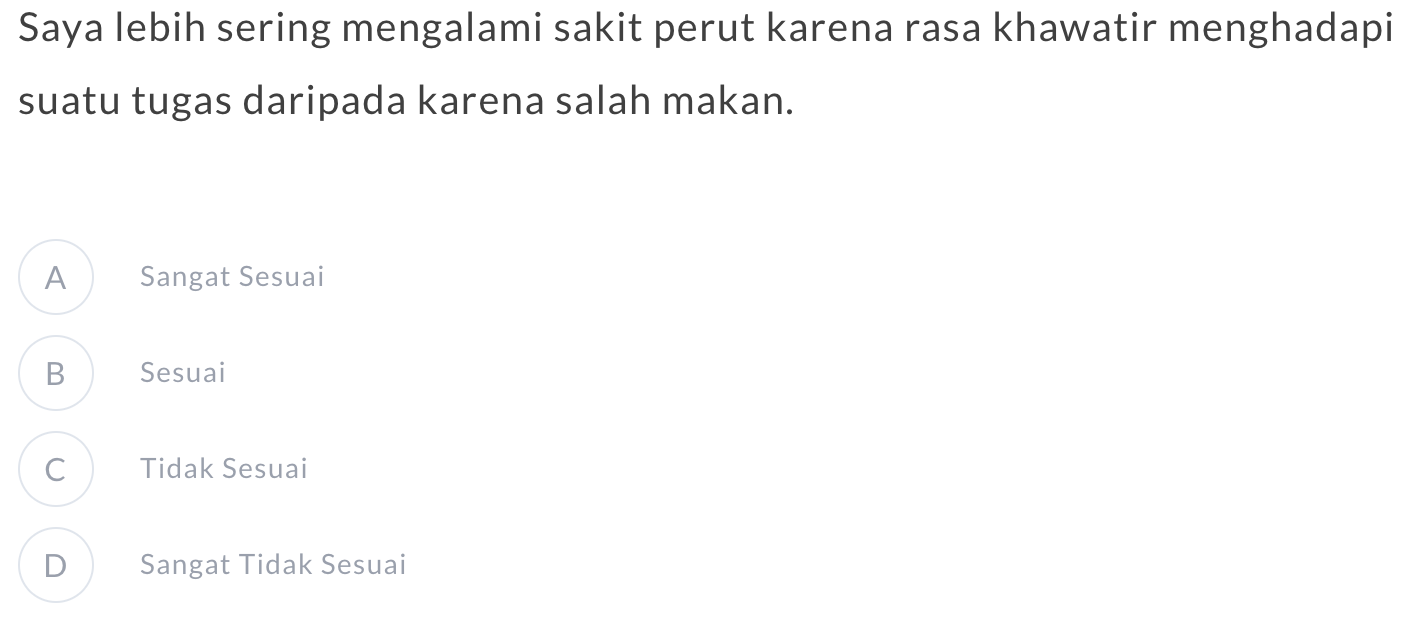 Saya lebih sering mengalami sakit perut karena rasa khawatir menghadapi
suatu tugas daripada karena salah makan.
A Sangat Sesuai
B Sesuai
C Tidak Sesuai
D Sangat Tidak Sesuai